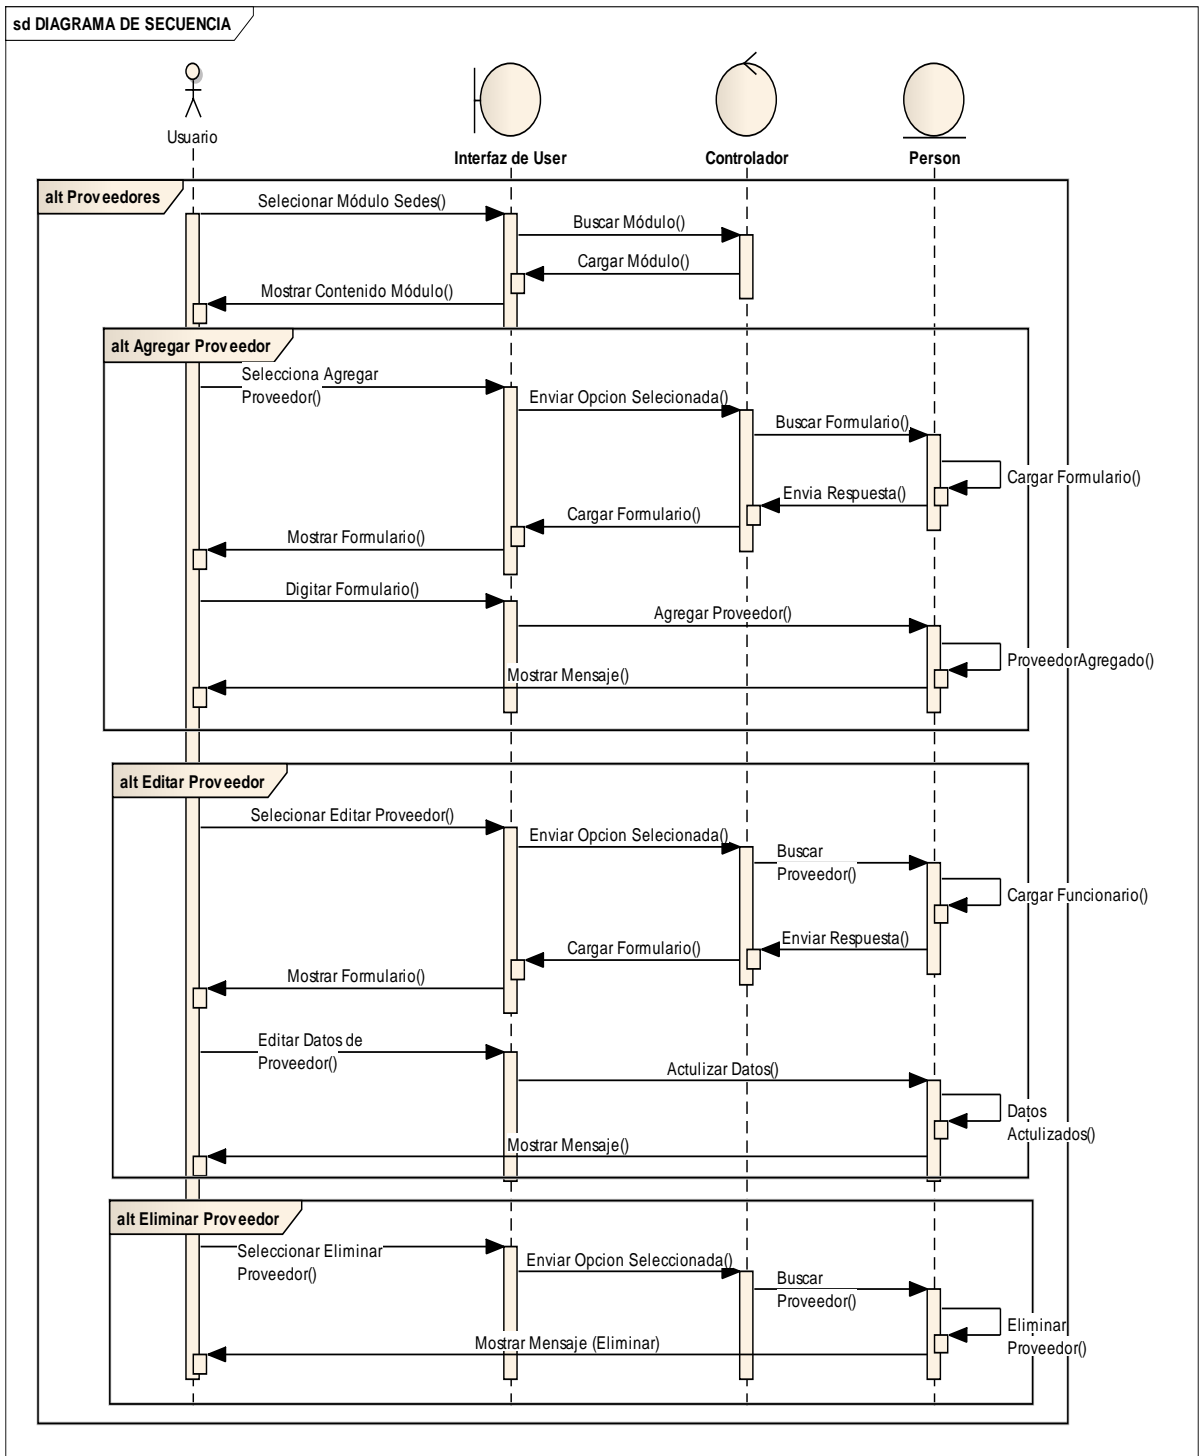 sd DIAGRAMA DE SECUENCIA
Usuario
Interfaz de User
Controlador
Person
alt Proveedores
Selecionar Módulo Sedes()
Buscar Módulo()
Cargar Módulo()
Mostrar Contenido Módulo()
alt Agregar Proveedor
Selecciona Agregar
Proveedor()
Enviar Opcion Selecionada()
Buscar Formulario()
Cargar Formulario()
Envia Respuesta()
Cargar Formulario()
Mostrar Formulario()
Digitar Formulario()
Agregar Proveedor()
ProveedorAgregado()
Mostrar Mensaje()
alt Editar Proveedor
Selecionar Editar Proveedor()
Enviar Opcion Selecionada()
Buscar
Proveedor()
Cargar Funcionario()
Enviar Respuesta()
Cargar Formulario()
Mostrar Formulario()
Editar Datos de
Proveedor()
Actulizar Datos()
Datos
Actulizados()
Mostrar Mensaje()
alt Eliminar Proveedor
Seleccionar Eliminar
Proveedor()
Enviar Opcion Seleccionada()
Buscar
Proveedor()
Eliminar
Proveedor()
Mostrar Mensaje (Eliminar)